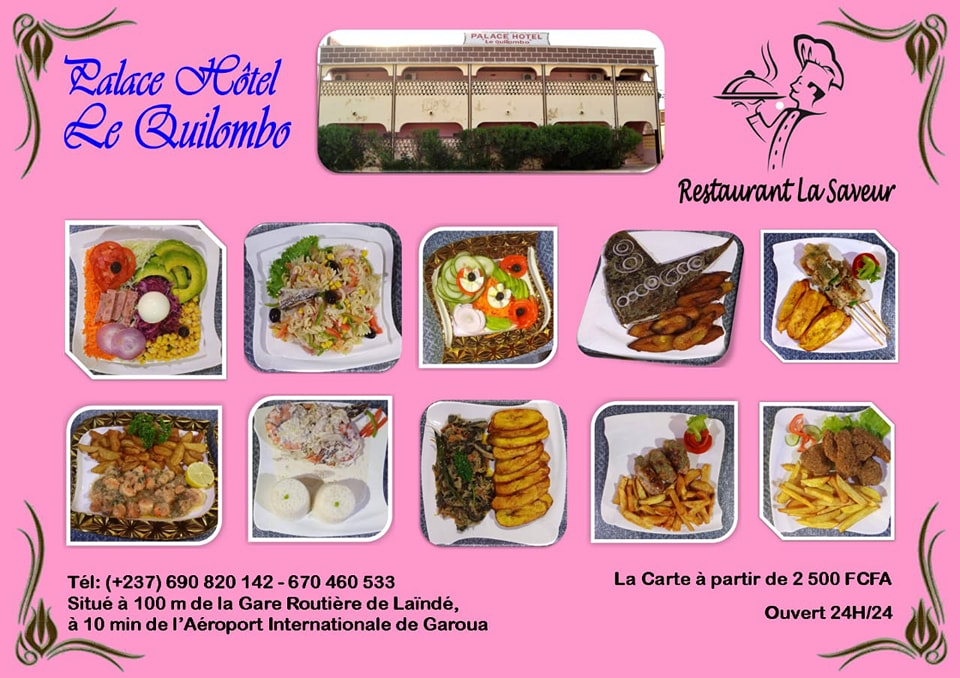 Palace Hôtel
Le Quilombo
PALACE HOTEL
Le Quilombo
Restaurant La Saveur
Tél: (+237) 690 820 142 - 670 460 533
Situé à 100 m de la Gare Routière de Laïndé,
à 10 min de l'Aéroport Internationale de Garoua
La Carte à partir de 2 500 FCFA
Ouvert 24H/24